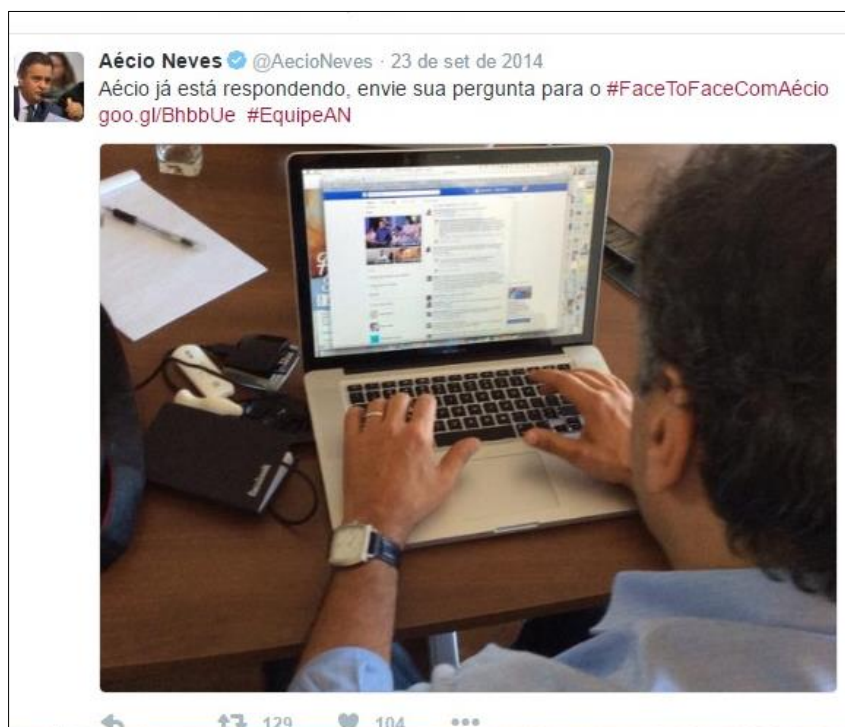 Aécio Neves @AecioNeves · 23 de set de 2014
Aécio já está respondendo, envie sua pergunta para o #FaceToFaceComAécio
goo.gl/BhbbUe #EquipeAN
129 104